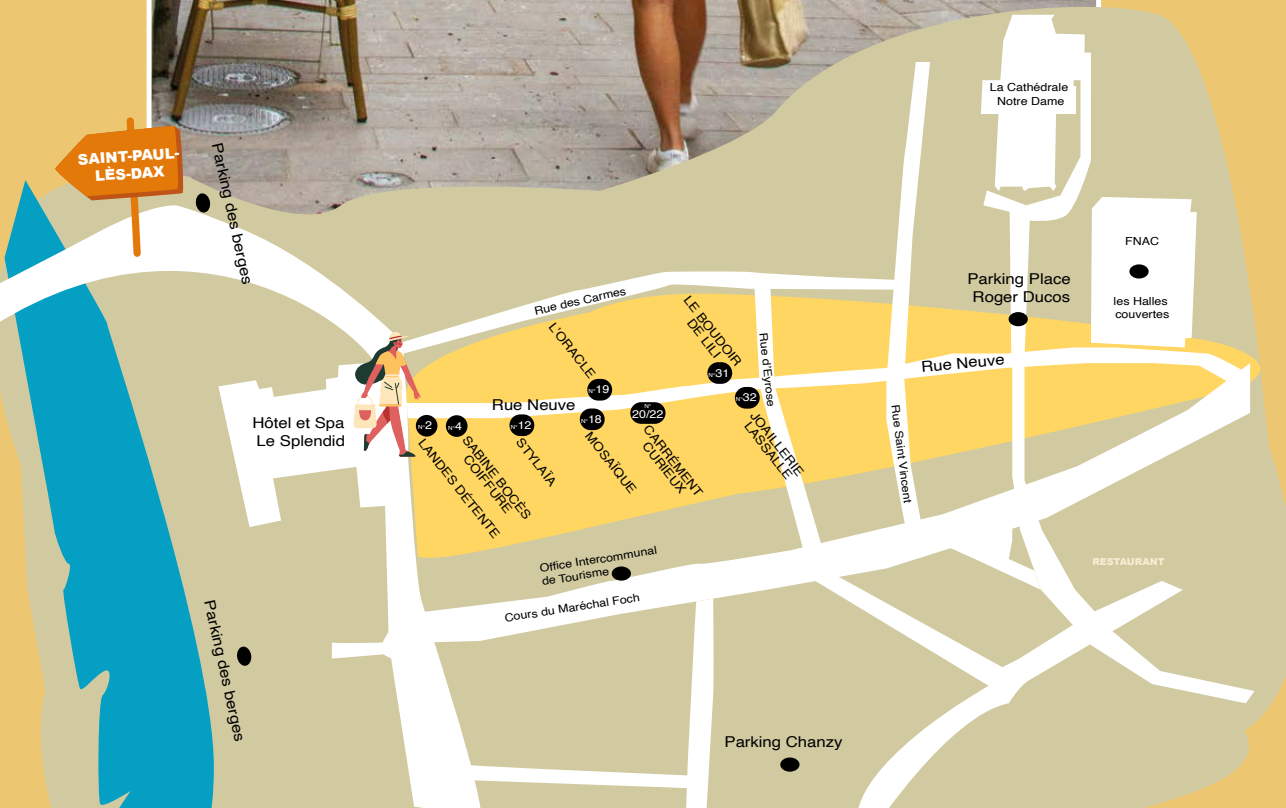 La Cathédrale
Notre Dame
SAINT-PAUL-
LÈS-DAX
Parking des berges
FNAC
les Halles
couvertes
Parking Place
Roger Ducos
Rue des Carmes
L'ORACLE
N°19
LE BOUDOIR
DE LILI
N°31
Rue d'Eyrose
Rue Neuve
Rue Neuve
Hôtel et Spa
Le Splendid
N°2
LANDES DÉTENTE
N°4
SABINE BOCÈS
COIFFURE
N°12
STYLAÏA
N°18
MOSAÏQUE
N°
20/22
CARRÉMENT
CURIEUX
N°32
JOAILLERIE
LASSALLE
Rue Saint Vincent
Office Intercommunal
de Tourisme
RESTAURANT
Cours du Maréchal Foch
Parking des berges
Parking Chanzy